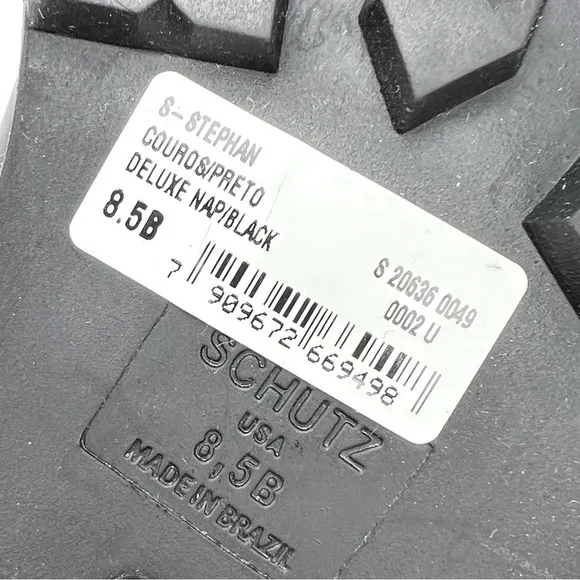 S-STEPHAN
COUROS/PRETO
DELUXE NAP/BLACK
8.5B
S 20636 0049
0002 U
7 909672 669498
SCHUTZ
USA
8,5B
MADE IN BRAZIL